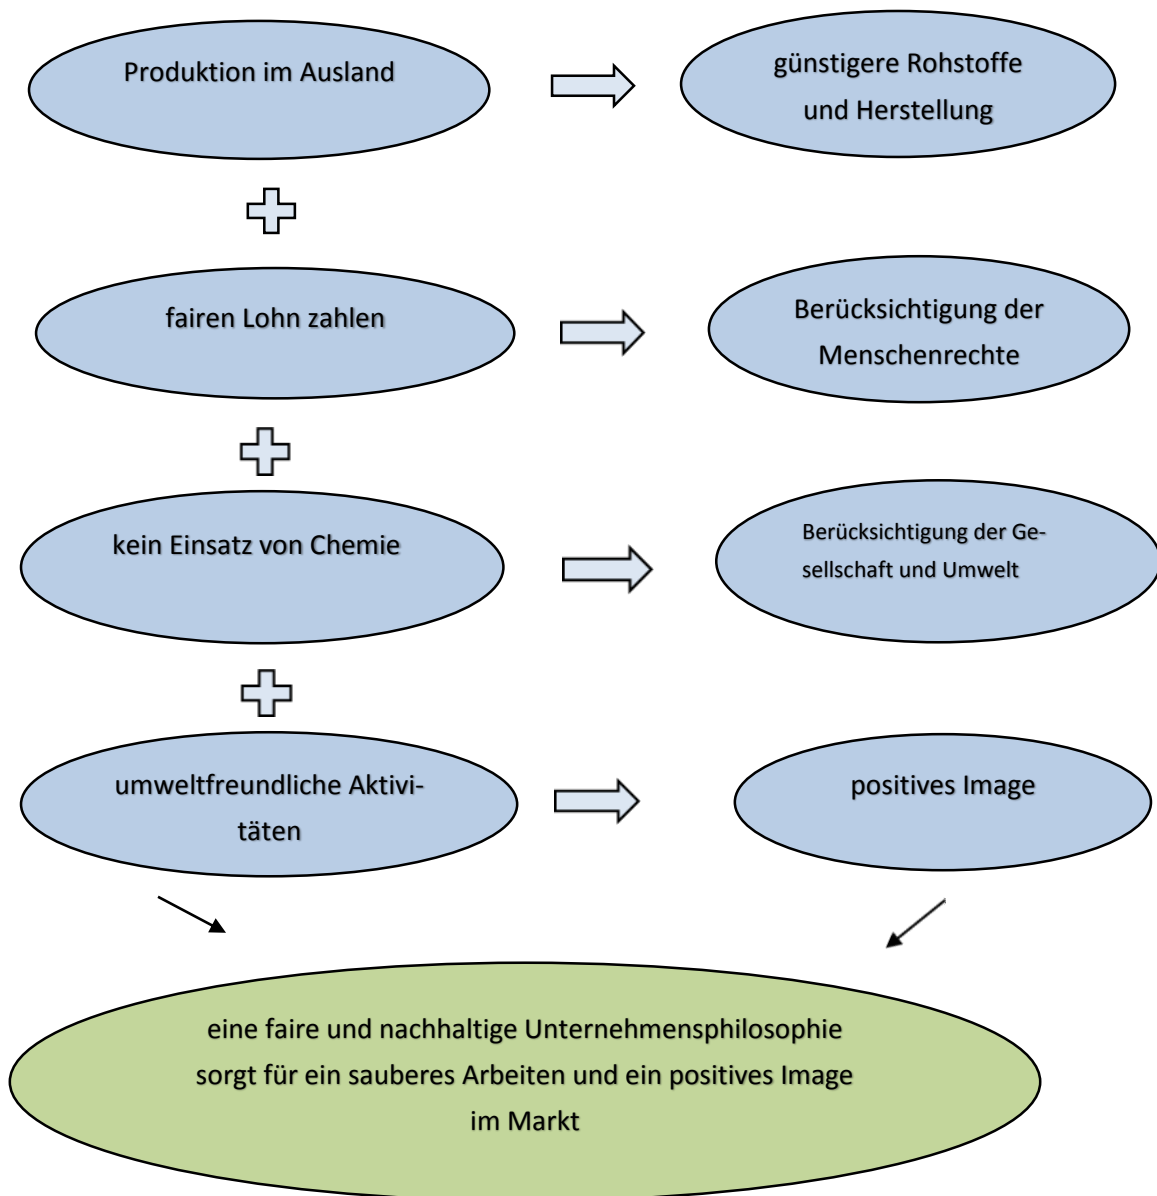 Produktion im Ausland
günstigere Rohstoffe
und Herstellung
fairen Lohn zahlen
Berücksichtigung der
Menschenrechte
kein Einsatz von Chemie
Berücksichtigung der Ge-
sellschaft und Umwelt
umweltfreundliche Aktivi-
täten
positives Image
eine faire und nachhaltige Unternehmensphilosophie
sorgt für ein sauberes Arbeiten und ein positives Image
im Markt